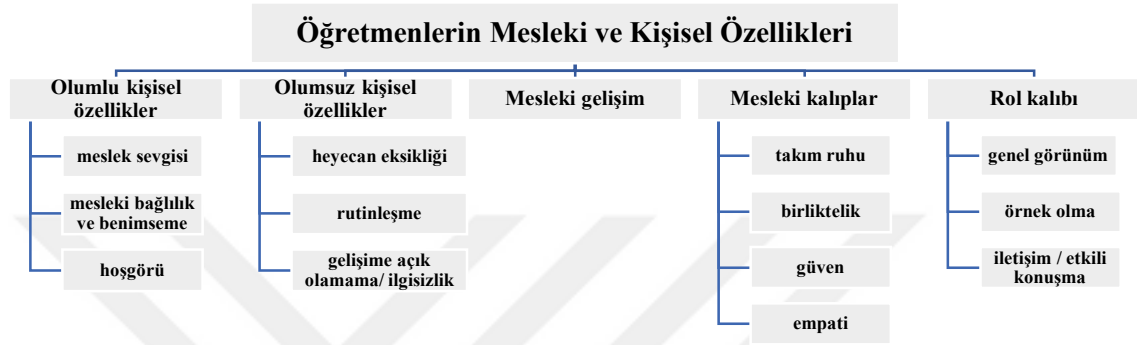 Öğretmenlerin Mesleki ve Kişisel Özellikleri
Olumlu kişisel
özellikler
meslek sevgisi
mesleki bağlılık
ve benimseme
hoşgörü
Olumsuz kişisel
özellikler
heyecan eksikliği
rutinleşme
gelişime açık
olamama/ ilgisizlik
Mesleki gelişim
Mesleki kalıplar
takım ruhu
birliktelik
güven
empati
Rol kalıbı
genel görünüm
örnek olma
iletişim / etkili
konuşma